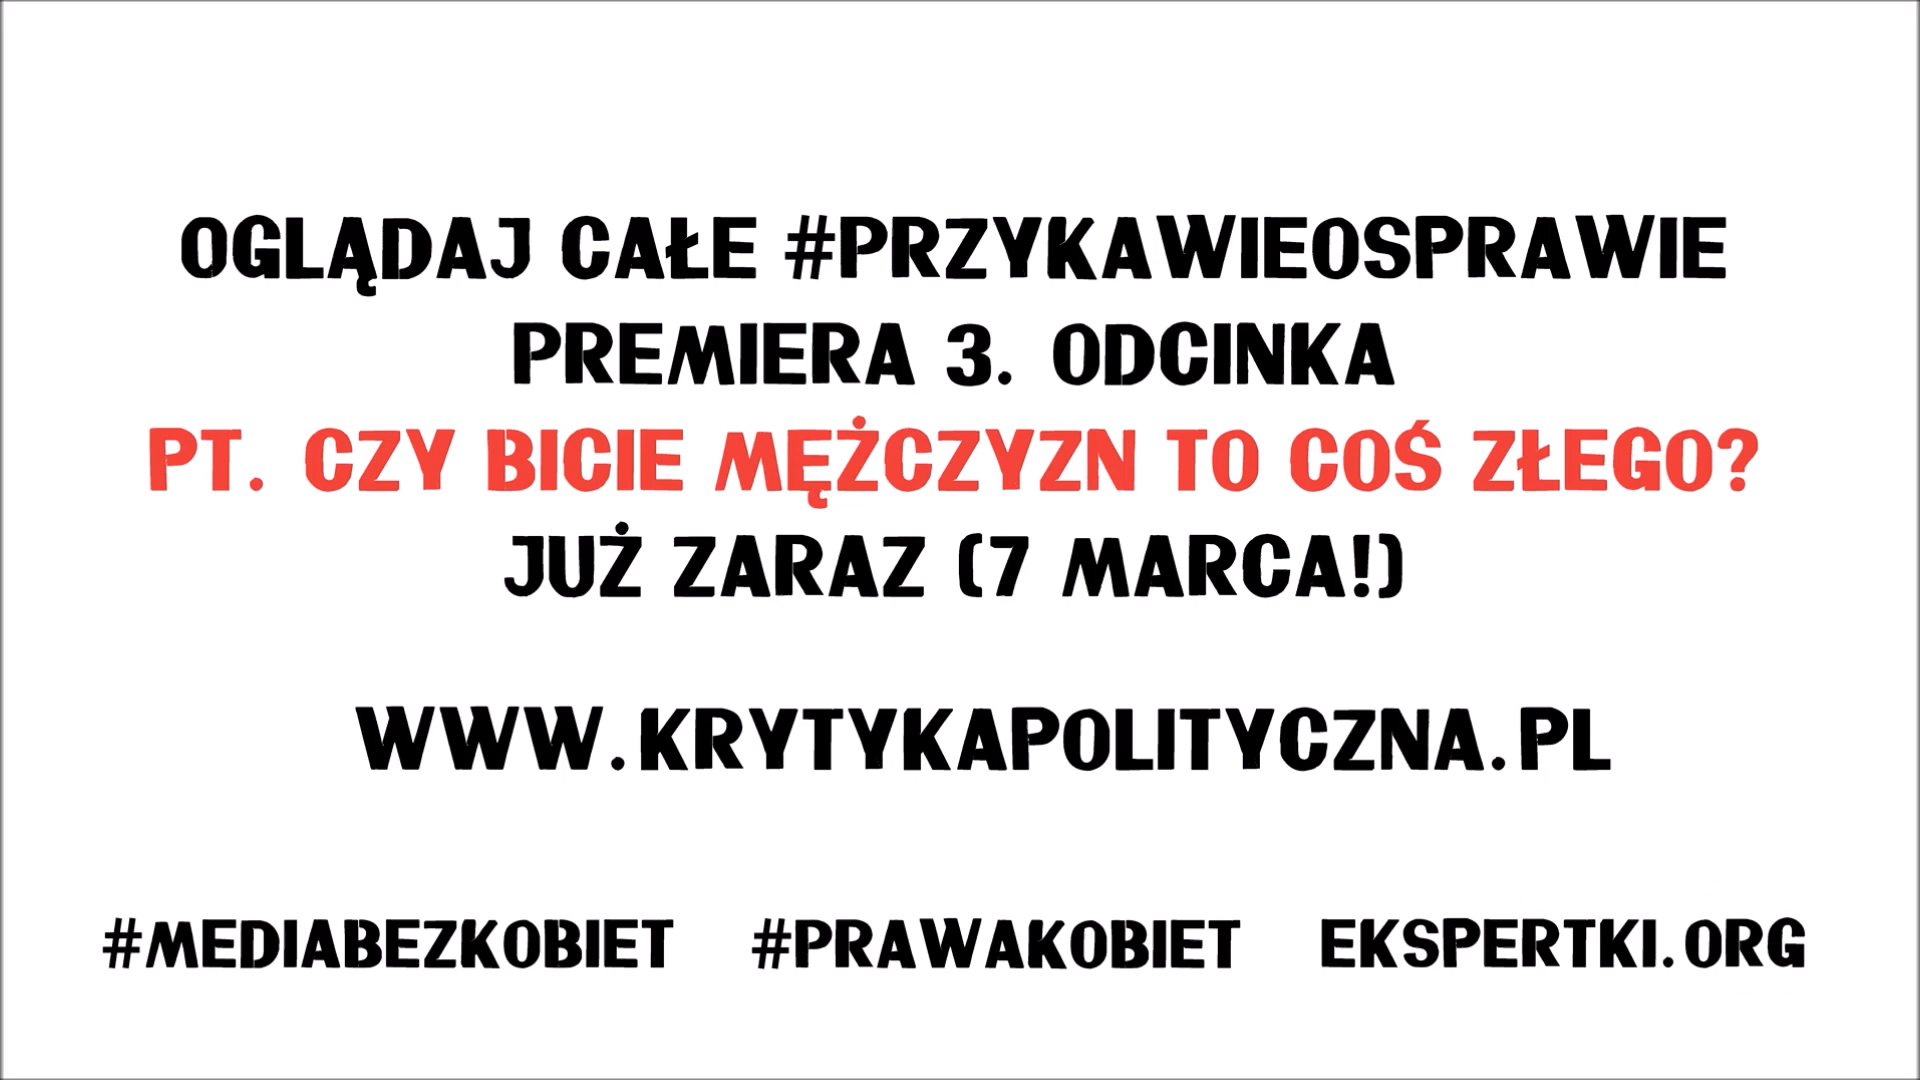 OGLĄDAJ CAŁE #PRZYKAWIEOSPRAWIE
PREMIERA 3. ODCINKA
PT. CZY BICIE MĘŻCZYZN TO COŚ ZŁEGO?
JUŻ ZARAZ (7 MARCA!)
WWW.KRYTYKAPOLITYCZNA.PL
#MEDIABEZKOBIET #PRAWAKOBIET EKSPERTKI.ORG